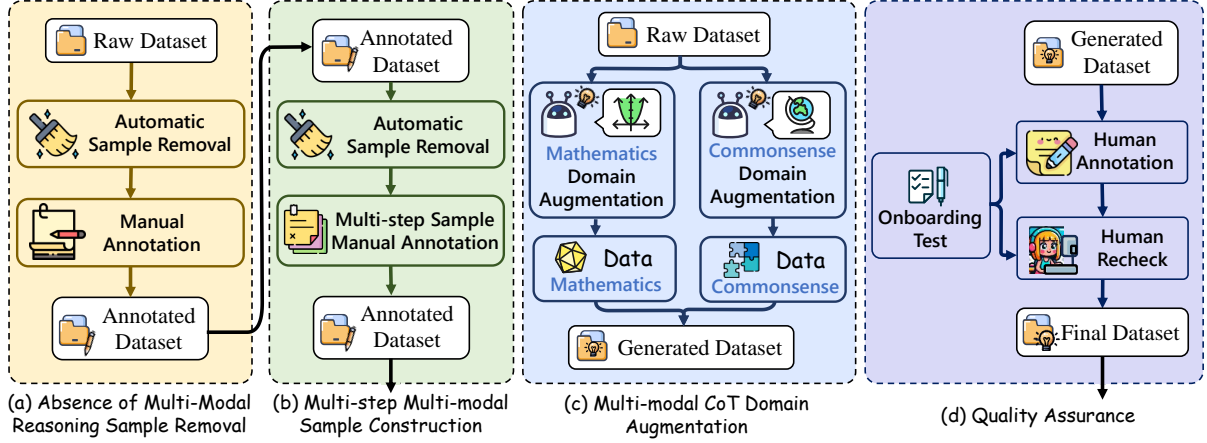 Raw Dataset
Automatic
Sample Removal
Manual
Annotation
Annotated
Dataset
(a) Absence of Multi-Modal
Reasoning Sample Removal
Annotated
Dataset
Automatic
Sample Removal
Multi-step Sample
Manual Annotation
Annotated
Dataset
(b) Multi-step Multi-modal
Sample Construction
Raw Dataset
Mathematics
Domain
Augmentation
Commonsense
Domain
Augmentation
Data
Mathematics
Data
Commonsense
Generated Dataset
(c) Multi-modal CoT Domain
Augmentation
Generated
Dataset
Human
Annotation
Onboarding
Test
Human
Recheck
Final Dataset
(d) Quality Assurance